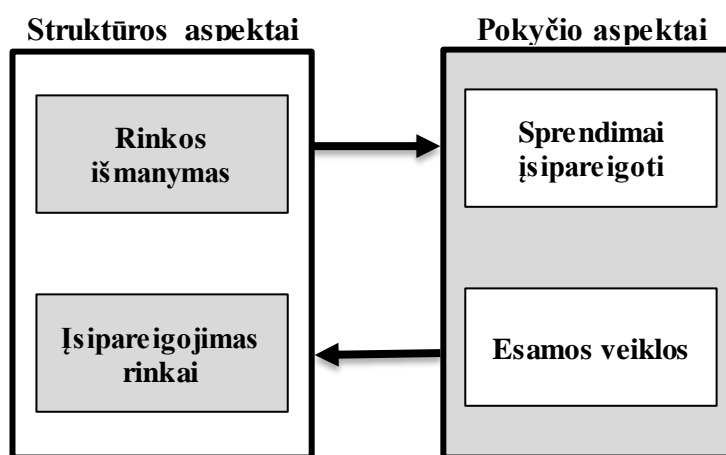 Struktūros aspektai
Pokyčio aspektai
Rinkos
išmanymas
Sprendimai
įsipareigoti
Įsipareigojimas
rinkai
Esamos veiklos